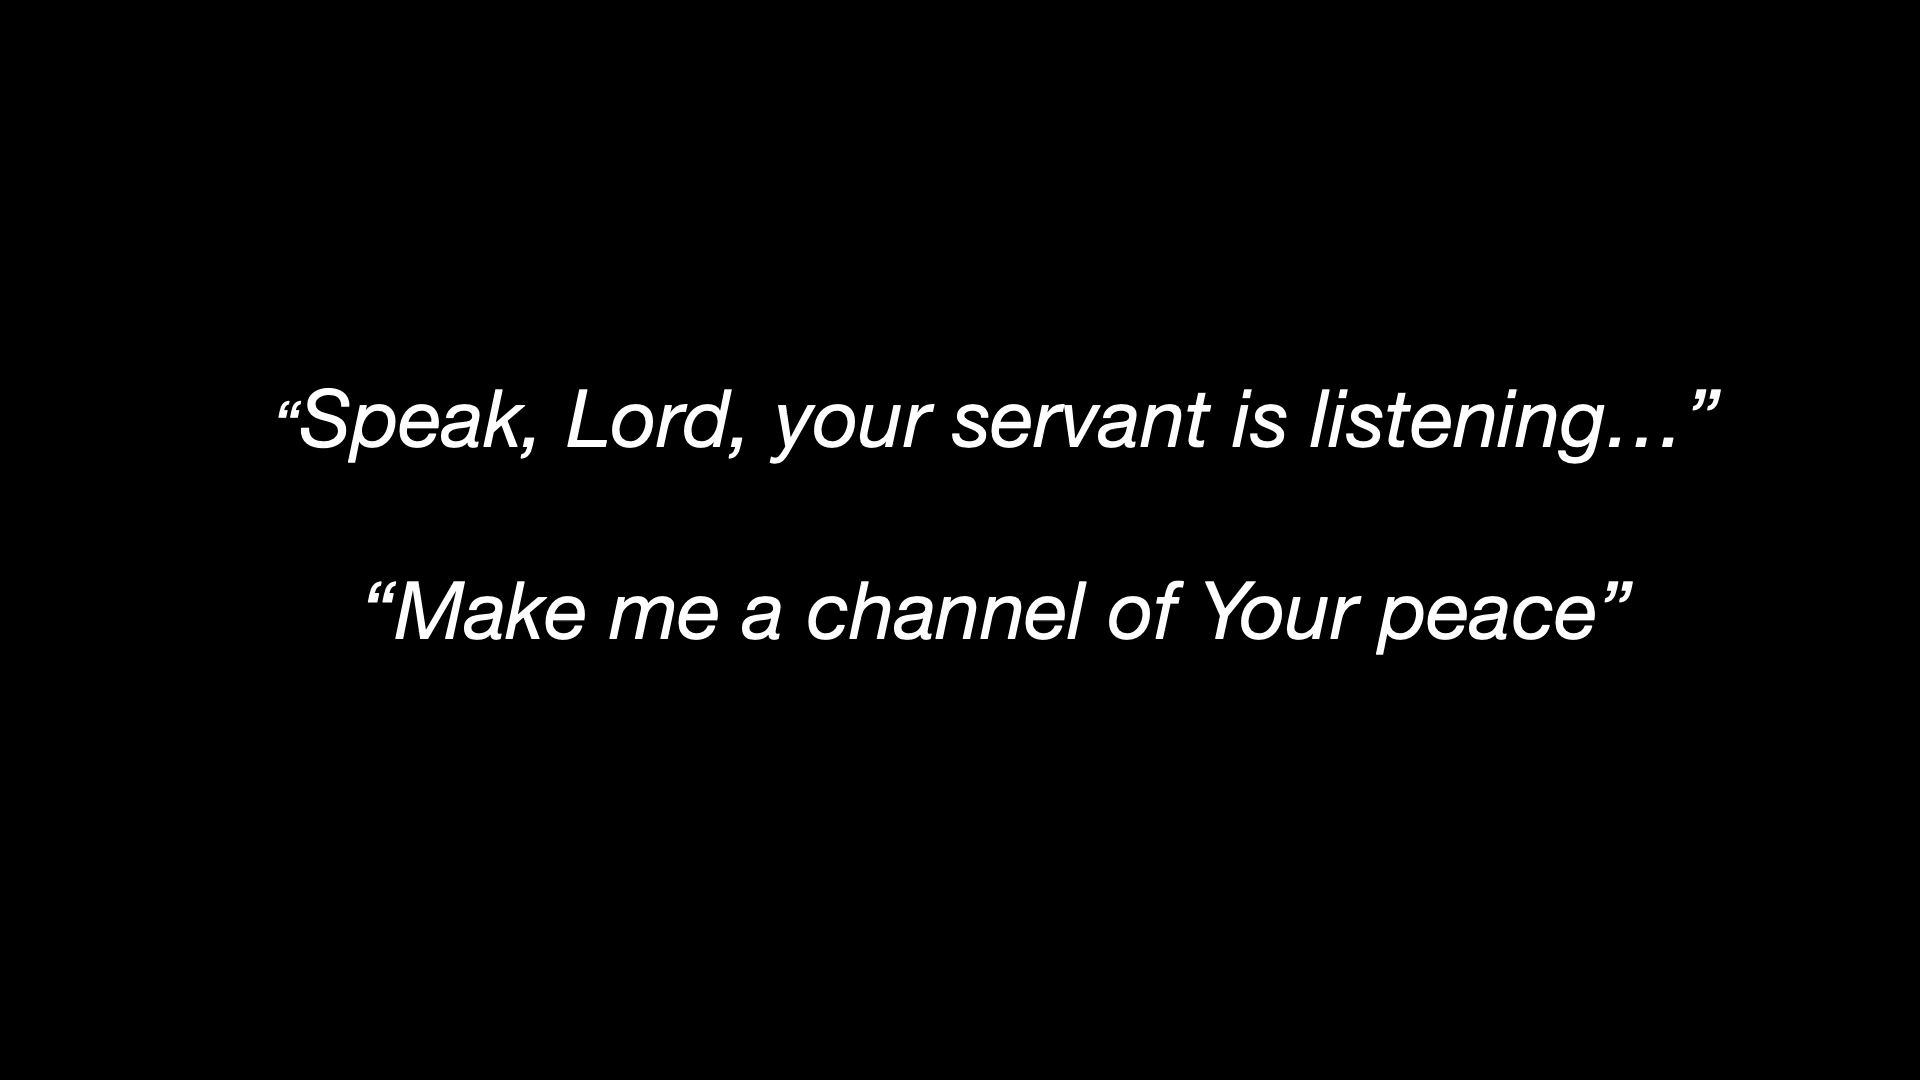 “Speak, Lord, your servant is listening…”
“Make me a channel of Your peace”